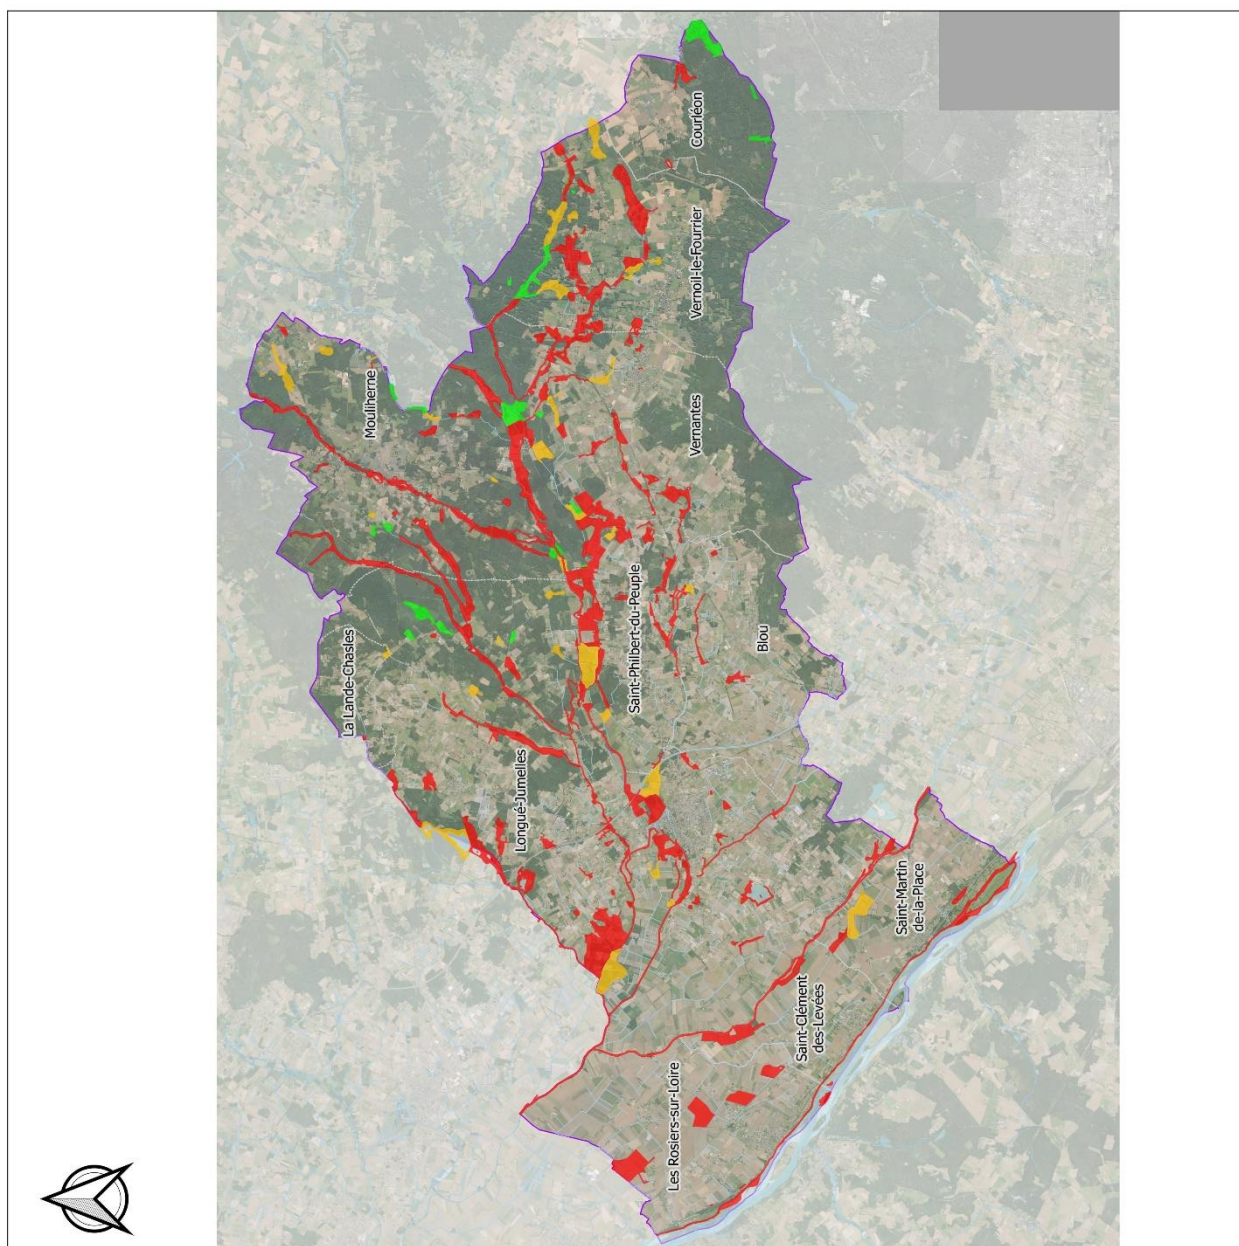 La Lande-Chasles
Mouliherne
Longué-Jumelles
Saint-Philbert-du-Peuple
Les Rosiers-sur-Loire
Vernantes
Vernoil-le-Fourrier
Courléon
Blou
Saint-Clément
des-Levées
Saint-Martin
de-la-Place